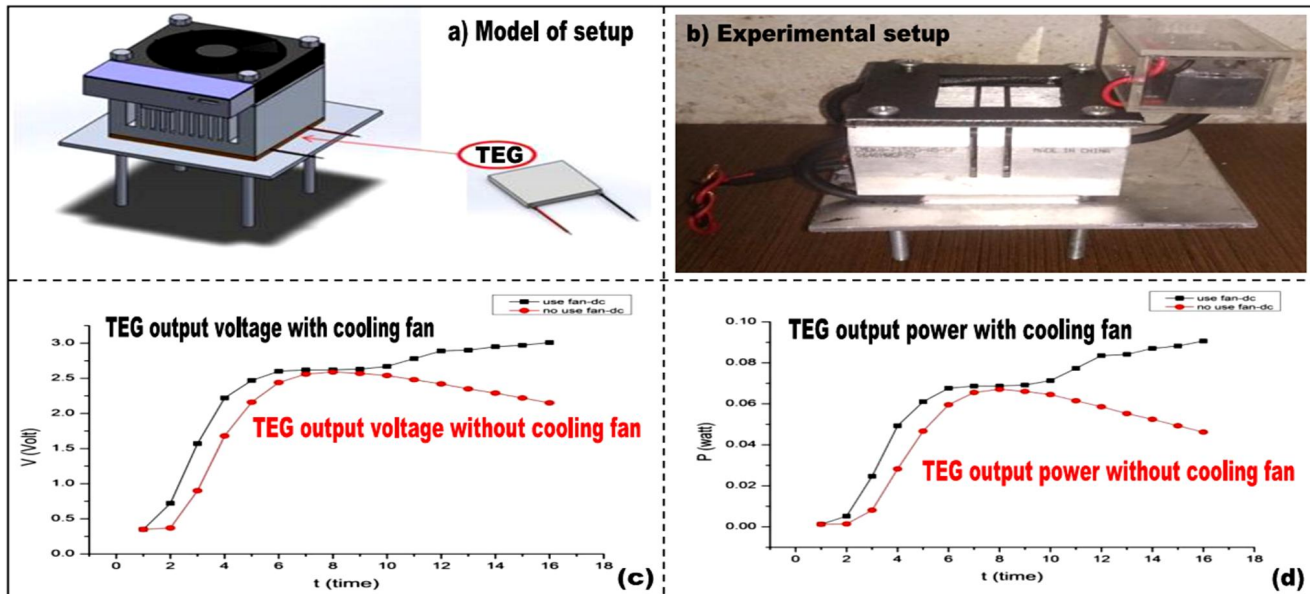 a) Model of setup
TEG
b) Experimental setup
MADE IN CHINA
use fan-dc
no use fan-dc
TEG output voltage with cooling fan
TEG output voltage without cooling fan
V (Volt)
3.0
2.5
2.0
1.5
1.0
0.5
0.0
0 2 4 6 8 10 12 14 16 18
t (time)
(c)
use fan-dc
no use fan-dc
TEG output power with cooling fan
TEG output power without cooling fan
P (watt)
0.10
0.08
0.06
0.04
0.02
0.00
0 2 4 6 8 10 12 14 16 18
t (time)
(d)